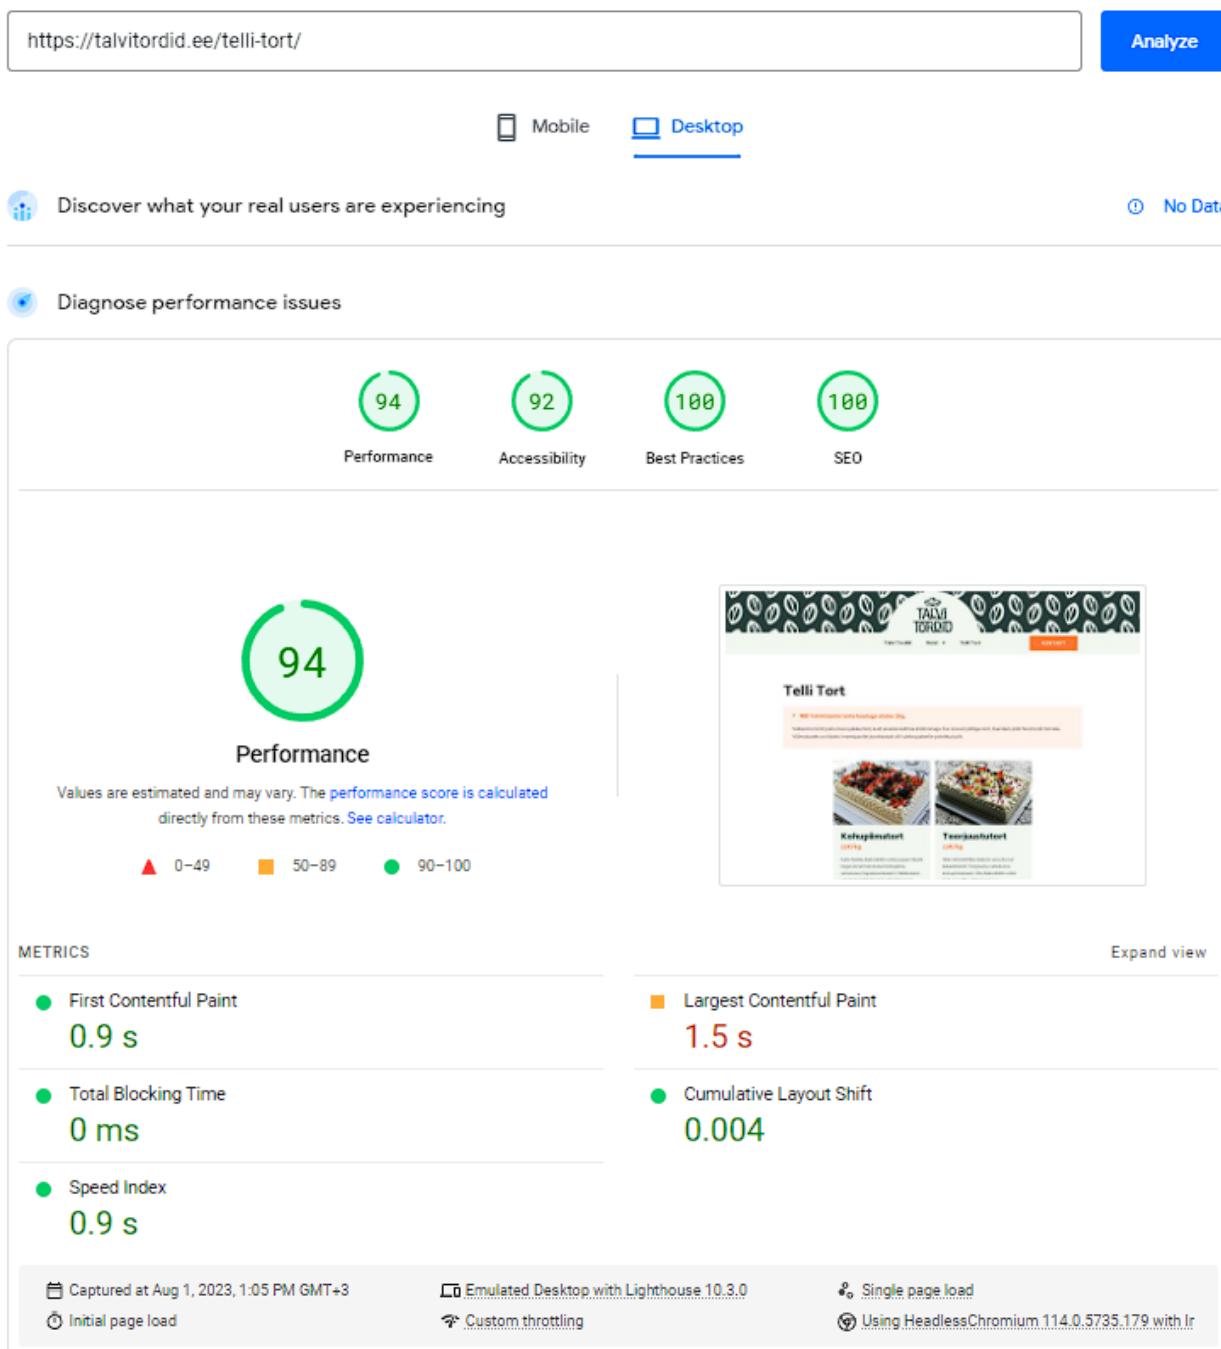 https://talvitordid.ee/telli-tort/
Analyze
Mobile
Desktop
Discover what your real users are experiencing
No Data
Diagnose performance issues
94
92
100
100
Performance
Accessibility
Best Practices
SEO
TALVI
TORDID
Telli Tort
94
Performance
Values are estimated and may vary. The performance score is calculated
directly from these metrics. See calculator.
0–49
50–89
90–100
Kohupiimatort
Toorjuustutort
METRICS
Expand view
First Contentful Paint
0.9 s
Largest Contentful Paint
1.5 s
Total Blocking Time
0 ms
Cumulative Layout Shift
0.004
Speed Index
0.9 s
Captured at Aug 1, 2023, 1:05 PM GMT+3
Emulated Desktop with Lighthouse 10.3.0
Single page load
Initial page load
Custom throttling
Using HeadlessChromium 114.0.5735.179 with lr